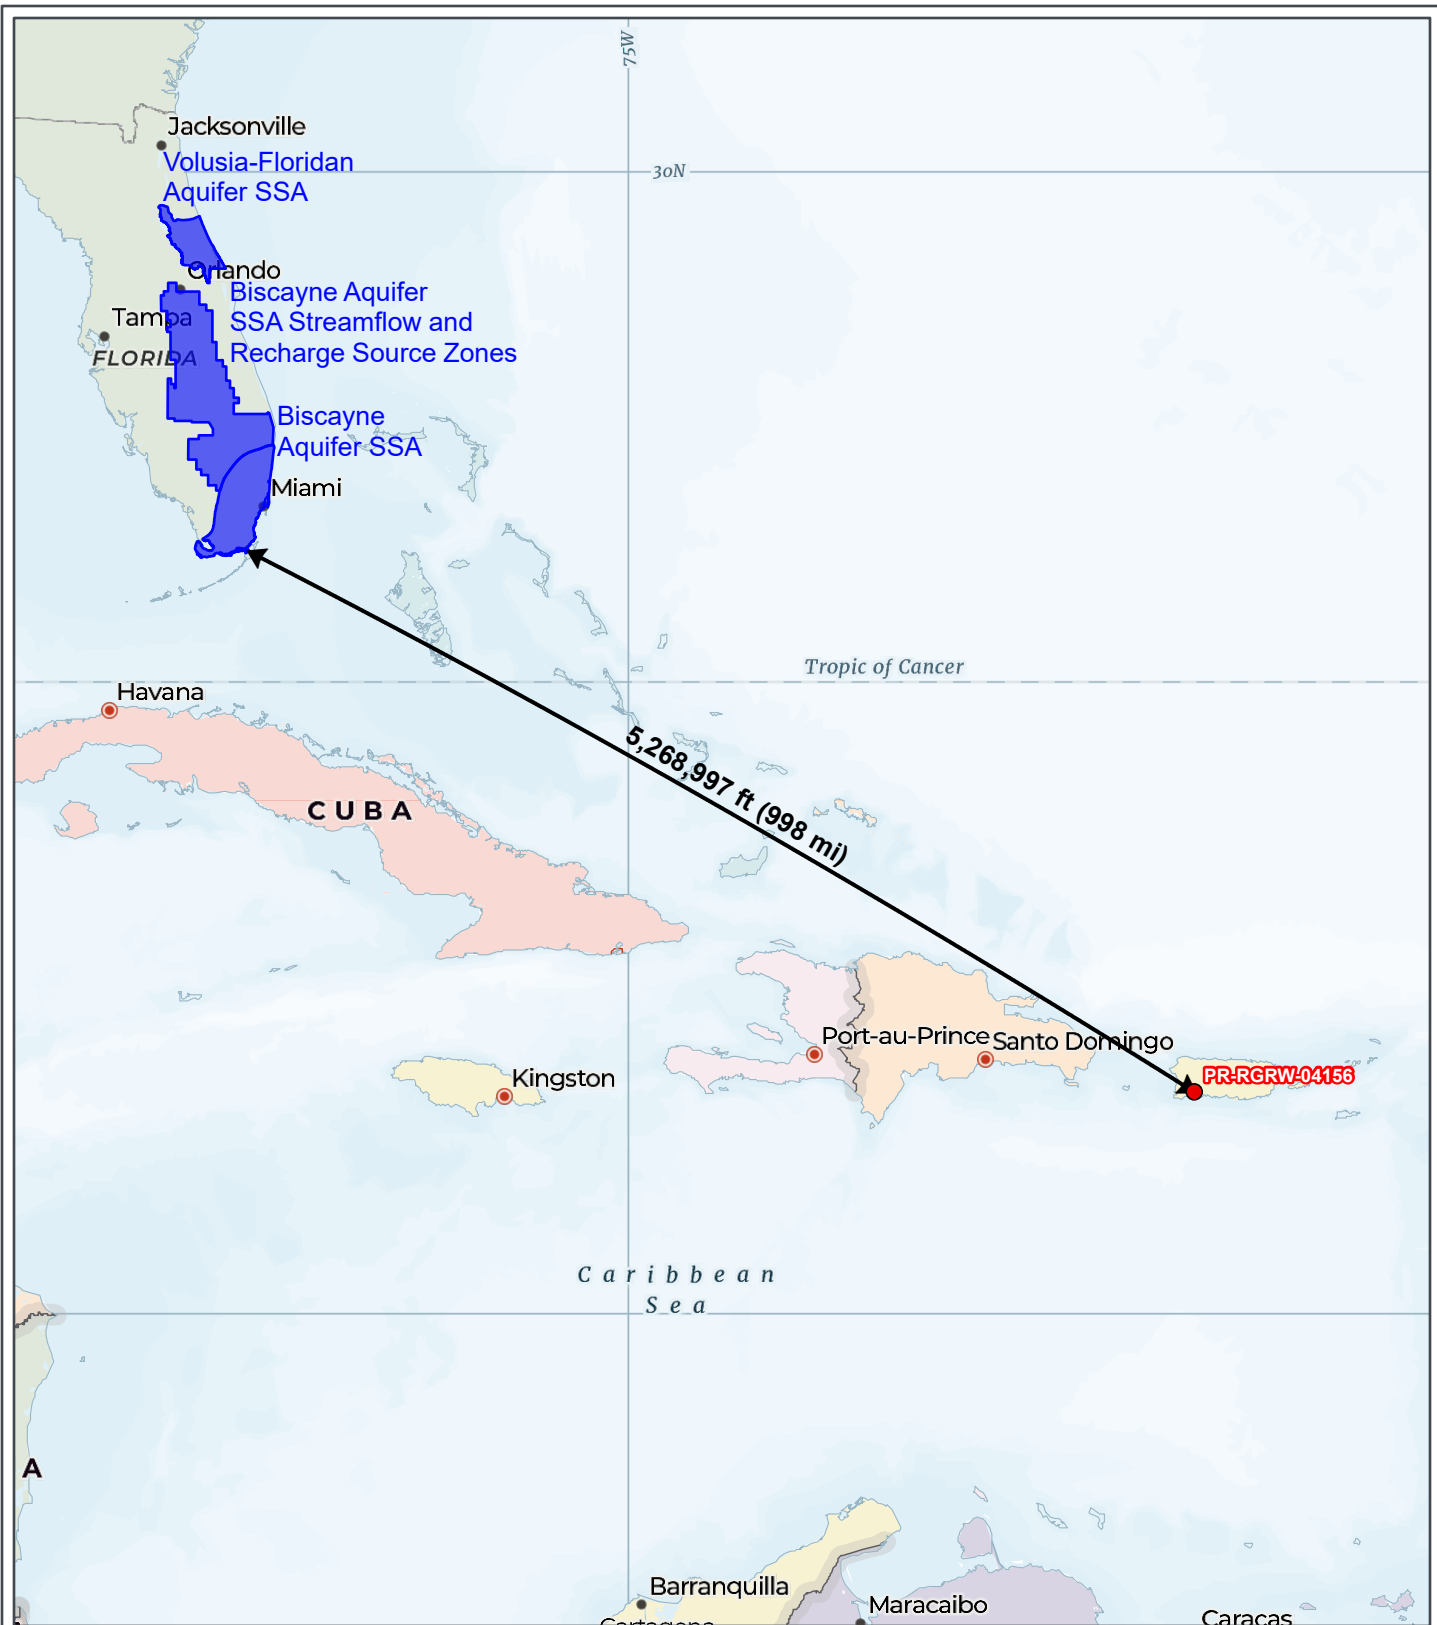 75W
Jacksonville
Volusia-Floridan
Aquifer SSA
30N
Orlando
Biscayne Aquifer
SSA Streamflow and
Recharge Source Zones
Tampa
FLORIDA
Biscayne
Aquifer SSA
Miami
Tropic of Cancer
Havana
5,268,997 ft (998 mi)
CUBA
Port-au-Prince
Santo Domingo
Kingston
PR-RGRW-04156
Caribbean
Sea
A
Barranquilla
Maracaibo
Cartagena
Caracas